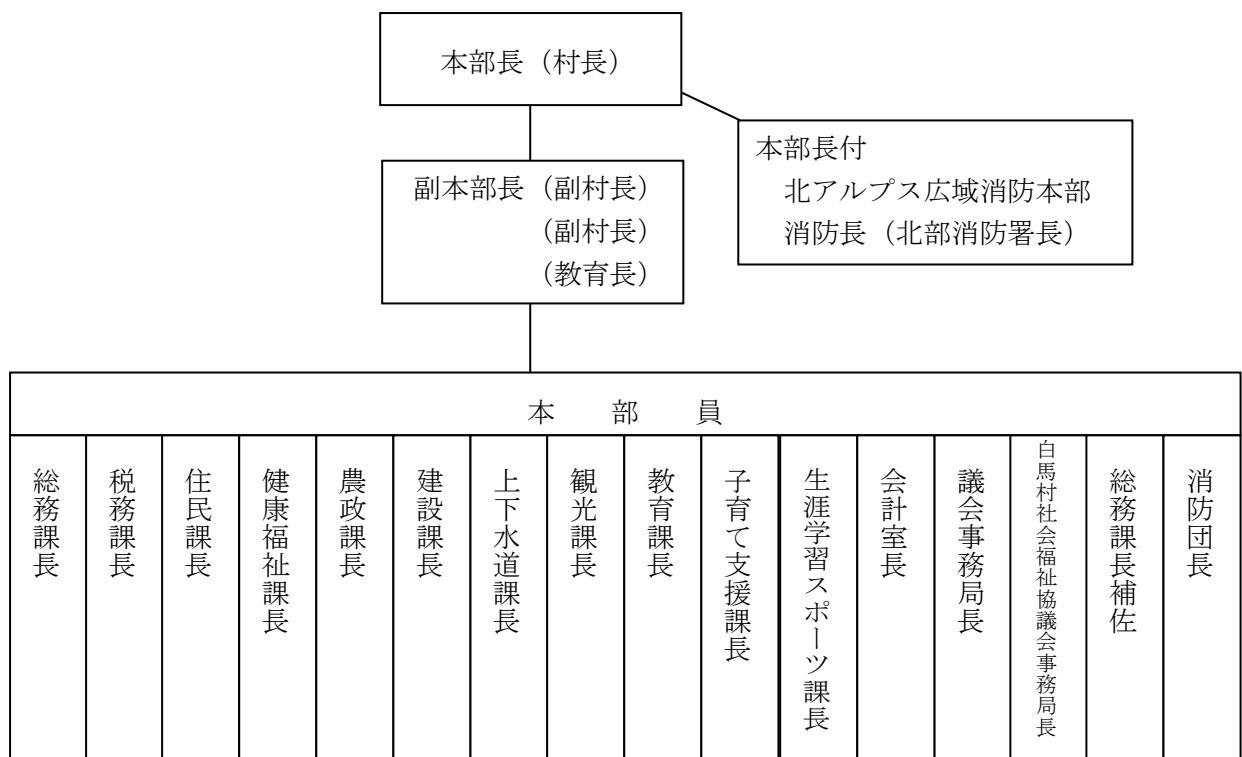 本部長（村長）
本部長付
北アルプス広域消防本部
消防長（北部消防署長）
副本部長（副村長）
（副村長）
（教育長）
本　部　員
総務課長
税務課長
住民課長
健康福祉課長
農政課長
建設課長
上下水道課長
観光課長
教育課長
子育て支援課長
生涯学習スポーツ課長
会計室長
議会事務局長
白馬村社会福祉協議会事務局長
総務課長補佐
消防団長